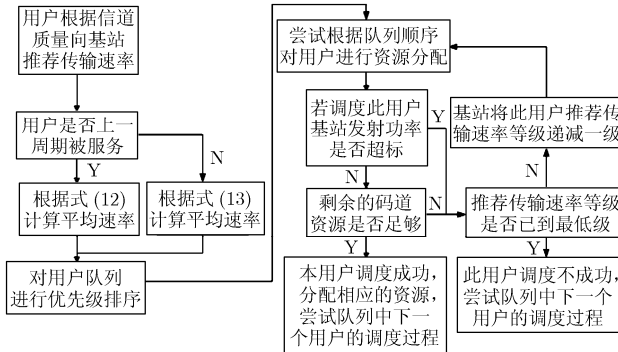 用户根据信道
质量向基站
推荐传输速率
用户是否上一
周期被服务
Y
N
根据式 (12)
计算平均速率
根据式 (13)
计算平均速率
对用户队列
进行优先级排序
尝试根据队列顺序
对用户进行资源分配
若调度此用户
基站发射功率
是否超标
Y
N
剩余的码道
资源是否足够
N
Y
本用户调度成功,
分配相应的资源,
尝试队列中下一
个用户的调度过程
基站将此用户推荐传
输速率等级递减一级
N
推荐传输速率等级
是否已到最低级
Y
此用户调度不成功,
尝试队列中下一个
用户的调度过程